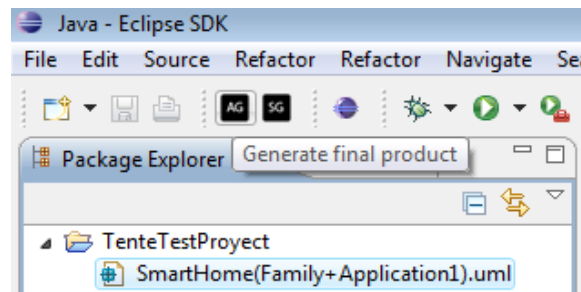 Java - Eclipse SDK
File Edit Source Refactor Refactor Navigate Sea
AG SG
Package Explorer Generate final product
TenteTestProyect
SmartHome(Family+Application1).uml